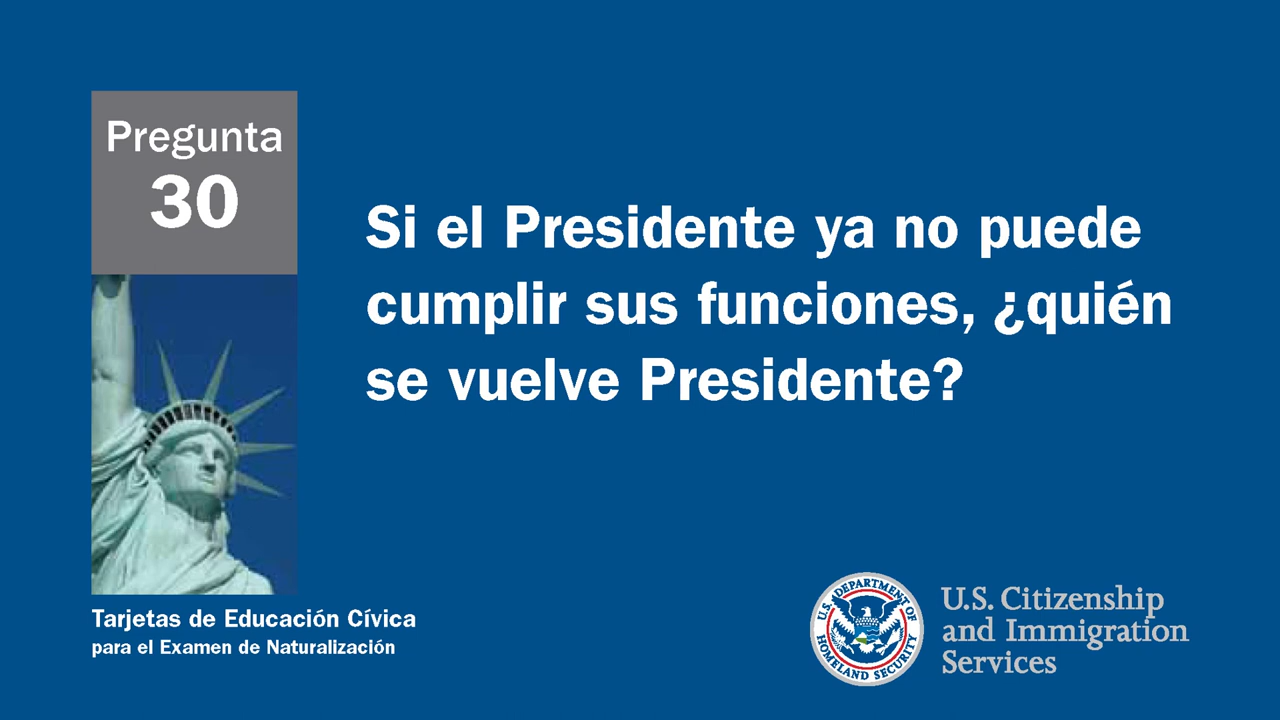 Pregunta
30
Si el Presidente ya no puede
cumplir sus funciones, ¿quién
se vuelve Presidente?
Tarjetas de Educación Cívica
para el Examen de Naturalización
U.S. DEPARTMENT OF
HOMELAND SECURITY
U.S. Citizenship
and Immigration
Services